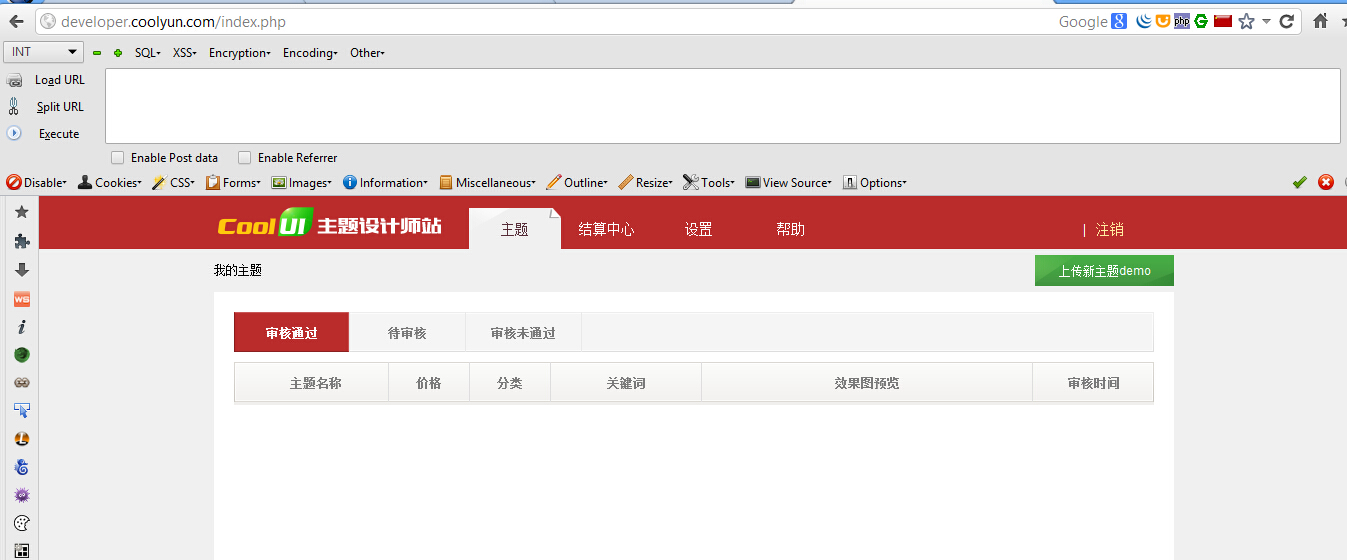 developer.coolyun.com/index.php Google
INT SQL XSS Encryption Encoding Other
Load URL
Split URL
Execute
Enable Post data Enable Referrer
Disable Cookies CSS Forms Images Information Miscellaneous Outline Resize Tools View Source Options
Cool UI 主题设计师站 主题 结算中心 设置 帮助 | 注销
我的主题 上传新主题demo
审核通过 待审核 审核未通过
主题名称 价格 分类 关键词 效果图预览 审核时间